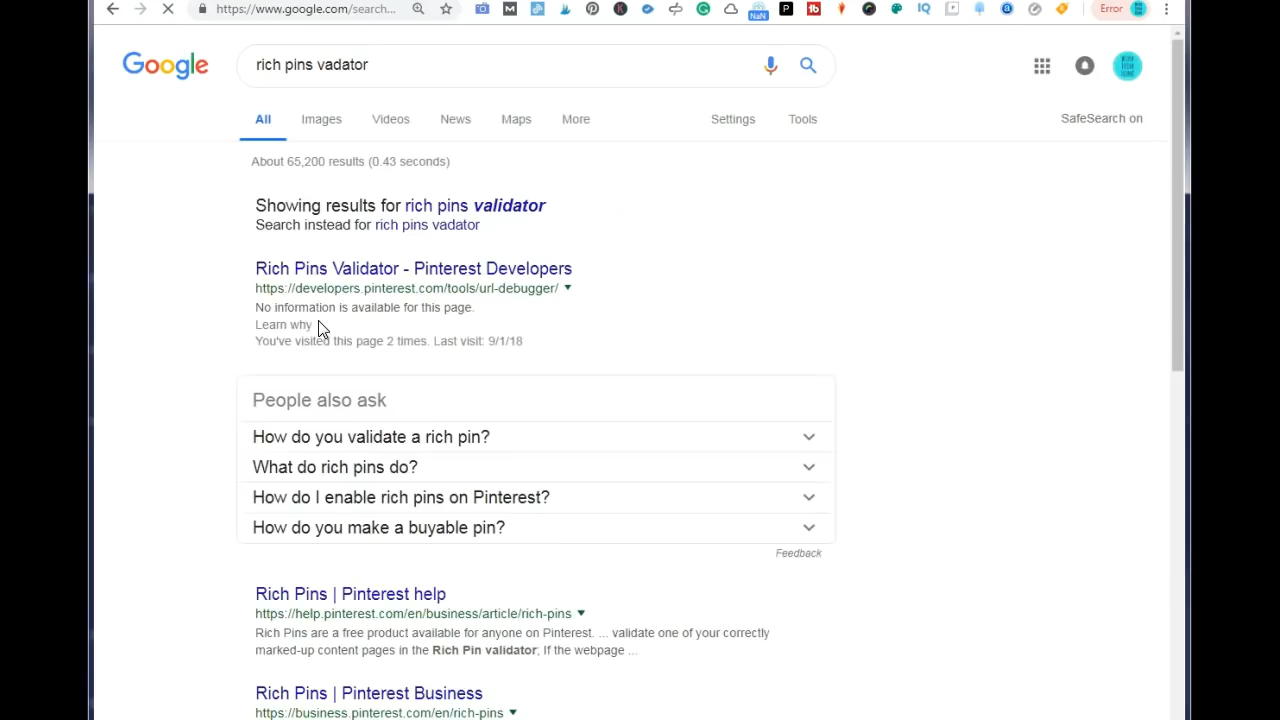 https://www.google.com/search...
NaN
Error
Google
rich pins vadator
All Images Videos News Maps More Settings Tools SafeSearch on
About 65,200 results (0.43 seconds)
Showing results for rich pins validator
Search instead for rich pins vadator
Rich Pins Validator - Pinterest Developers
https://developers.pinterest.com/tools/url-debugger/
No information is available for this page.
Learn why
You've visited this page 2 times. Last visit: 9/1/18
People also ask
How do you validate a rich pin?
What do rich pins do?
How do I enable rich pins on Pinterest?
How do you make a buyable pin?
Feedback
Rich Pins | Pinterest help
https://help.pinterest.com/en/business/article/rich-pins
Rich Pins are a free product available for anyone on Pinterest. ... validate one of your correctly
marked-up content pages in the Rich Pin validator; If the webpage ...
Rich Pins | Pinterest Business
https://business.pinterest.com/en/rich-pins